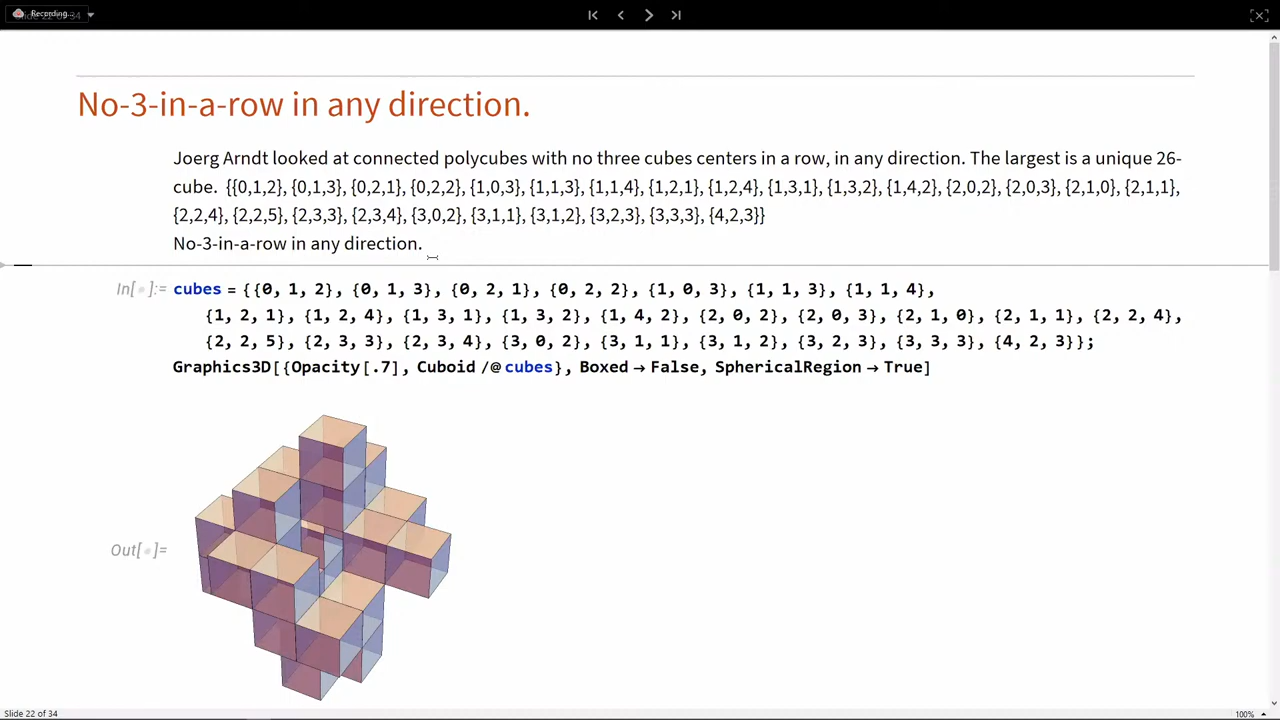 Recording...
Slide 22 of 34
No-3-in-a-row in any direction.
Joerg Arndt looked at connected polycubes with no three cubes centers in a row, in any direction. The largest is a unique 26-
cube. {{0,1,2}, {0,1,3}, {0,2,1}, {0,2,2}, {1,0,3}, {1,1,3}, {1,1,4}, {1,2,1}, {1,2,4}, {1,3,1}, {1,3,2}, {1,4,2}, {2,0,2}, {2,0,3}, {2,1,0}, {2,1,1},
{2,2,4}, {2,2,5}, {2,3,3}, {2,3,4}, {3,0,2}, {3,1,1}, {3,1,2}, {3,2,3}, {3,3,3}, {4,2,3}}
No-3-in-a-row in any direction.
In[ ]:= cubes = {{0, 1, 2}, {0, 1, 3}, {0, 2, 1}, {0, 2, 2}, {1, 0, 3}, {1, 1, 3}, {1, 1, 4},
{1, 2, 1}, {1, 2, 4}, {1, 3, 1}, {1, 3, 2}, {1, 4, 2}, {2, 0, 2}, {2, 0, 3}, {2, 1, 0}, {2, 1, 1}, {2, 2, 4},
{2, 2, 5}, {2, 3, 3}, {2, 3, 4}, {3, 0, 2}, {3, 1, 1}, {3, 1, 2}, {3, 2, 3}, {3, 3, 3}, {4, 2, 3}};
Graphics3D[{Opacity[.7], Cuboid /@ cubes}, Boxed → False, SphericalRegion → True]
Out[ ]=
Slide 22 of 34
100%